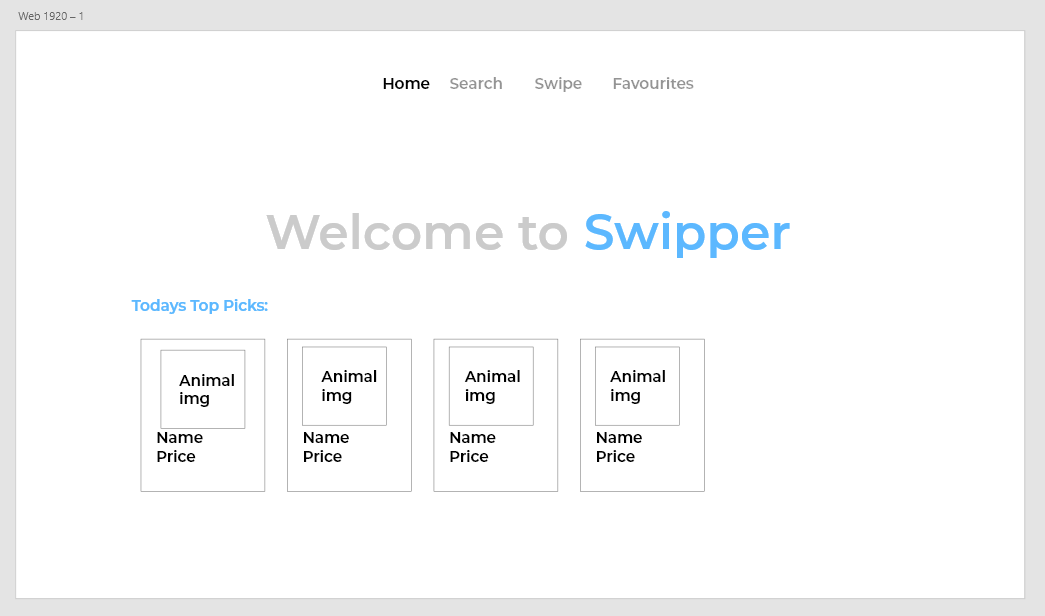 Web 1920 – 1
Home Search Swipe Favourites
Welcome to Swipper
Todays Top Picks:
Animal
img
Name
Price
Animal
img
Name
Price
Animal
img
Name
Price
Animal
img
Name
Price